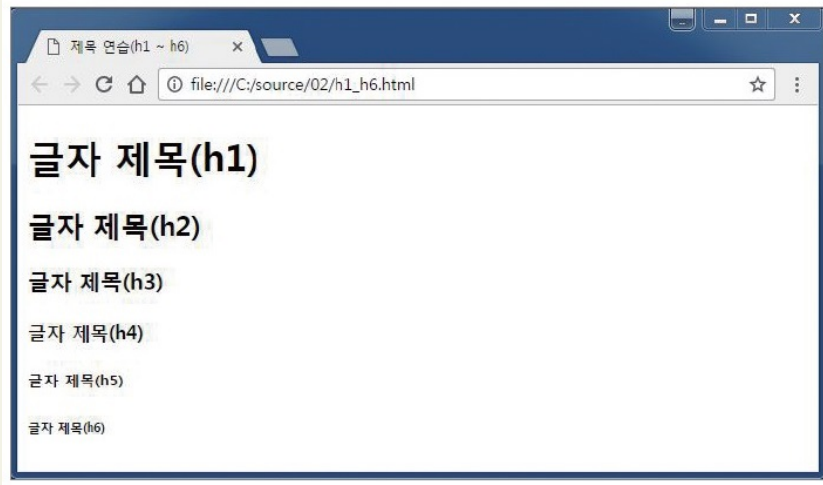 제목 연습(h1 ~ h6)
file:///C:/source/02/h1_h6.html
글자 제목(h1)
글자 제목(h2)
글자 제목(h3)
글자 제목(h4)
글자 제목(h5)
글자 제목(h6)